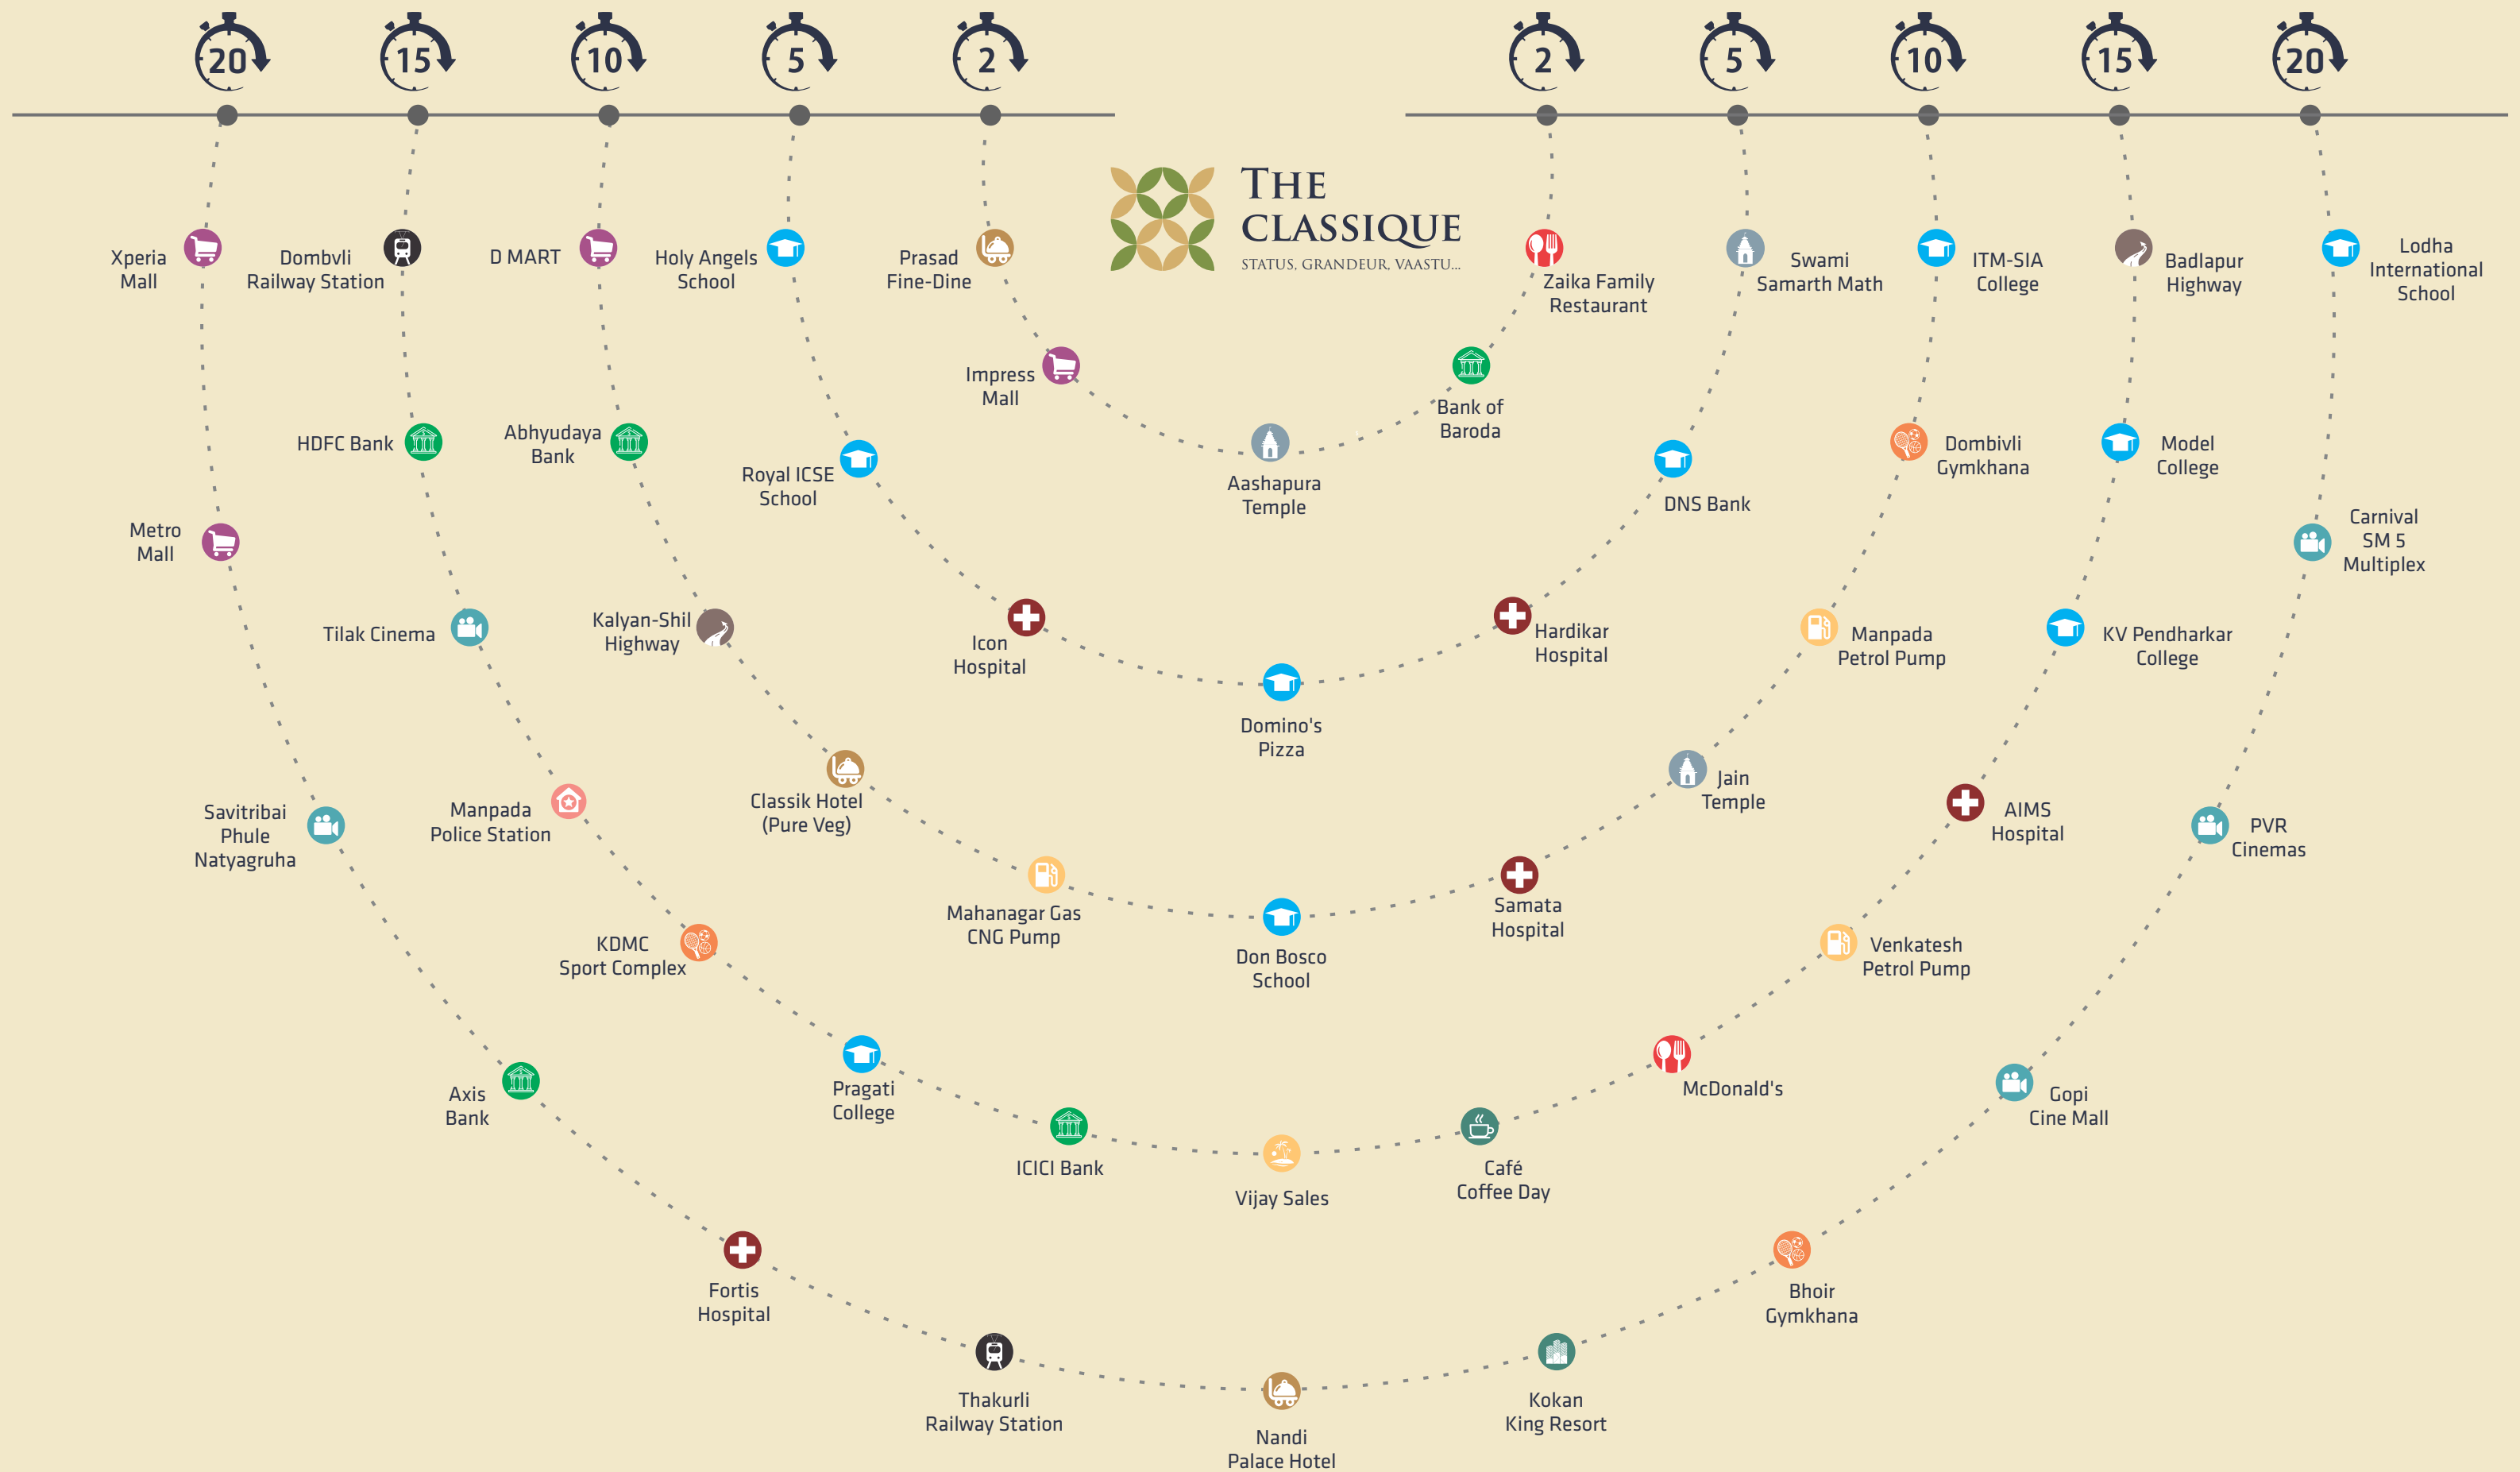 20
15
10
5
2
2
5
10
15
20
THE
CLASSIQUE
STATUS, GRANDEUR, VAASTU...
Xperia
Mall
Dombvli
Railway Station
D MART
Holy Angels
School
Prasad
Fine-Dine
Zaika Family
Restaurant
Swami
Samarth Math
ITM-SIA
College
Badlapur
Highway
Lodha
International
School
Impress
Mall
Bank of
Baroda
HDFC Bank
Abhyudaya
Bank
Royal ICSE
School
Aashapura
Temple
DNS Bank
Dombivli
Gymkhana
Model
College
Metro
Mall
Carnival
SM 5
Multiplex
Tilak Cinema
Kalyan-Shil
Highway
Icon
Hospital
Hardikar
Hospital
Manpada
Petrol Pump
KV Pendharkar
College
Domino's
Pizza
Savitribai
Phule
Natyagruha
Manpada
Police Station
Classik Hotel
(Pure Veg)
Jain
Temple
AIMS
Hospital
PVR
Cinemas
KDMC
Sport Complex
Mahanagar Gas
CNG Pump
Don Bosco
School
Samata
Hospital
Venkatesh
Petrol Pump
Axis
Bank
Pragati
College
ICICI Bank
Vijay Sales
Café
Coffee Day
McDonald's
Gopi
Cine Mall
Fortis
Hospital
Bhoir
Gymkhana
Thakurli
Railway Station
Nandi
Palace Hotel
Kokan
King Resort